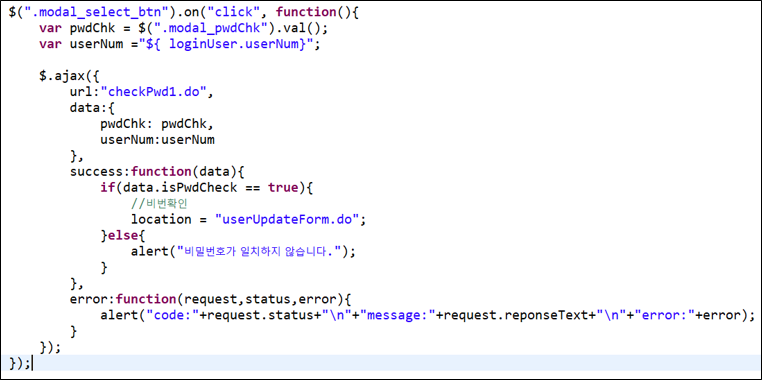 $(".modal_select_btn").on("click", function(){
    var pwdChk = $(".modal_pwdChk").val();
    var userNum ="${ loginUser.userNum}";

    $.ajax({
        url:"checkPwd1.do",
        data:{
            pwdChk: pwdChk,
            userNum:userNum
        },
        success:function(data){
            if(data.isPwdCheck == true){
                //비번확인
                location = "userUpdateForm.do";
            }else{
                alert("비밀번호가 일치하지 않습니다.");
            }
        },
        error:function(request,status,error){
            alert("code:"+request.status+"\n"+"message:"+request.reponseText+"\n"+"error:"+error);
        }
    });
});